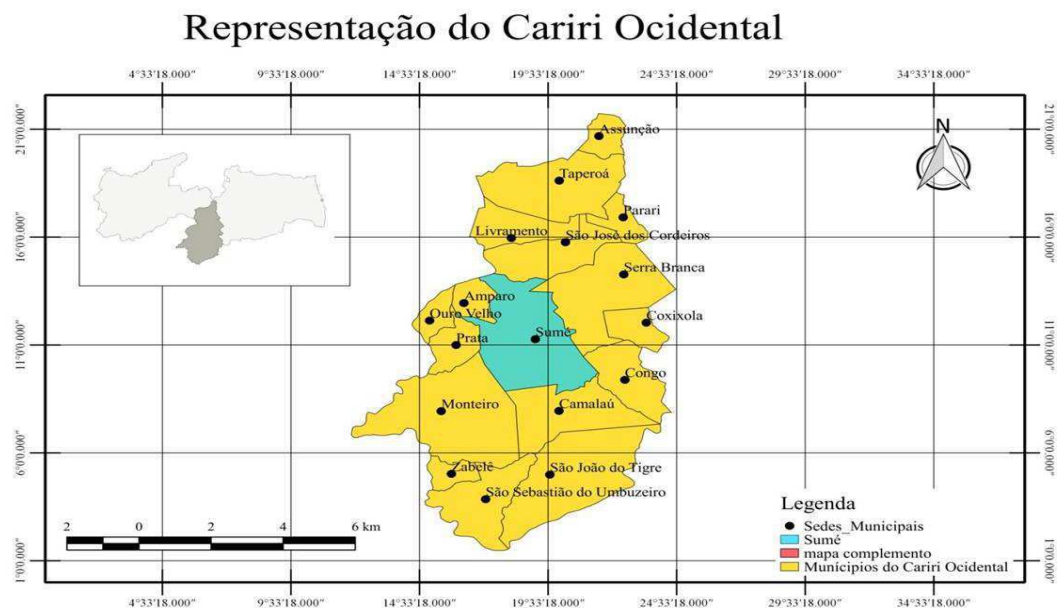 Representação do Cariri Ocidental
4°33'18.000" 9°33'18.000" 14°33'18.000" 19°33'18.000" 24°33'18.000" 29°33'18.000" 34°33'18.000"
21°0'0.000" 21°0'0.000"
N
Assunção
Taperoá
Parari
16°0'0.000" 16°0'0.000"
Livramento São José dos Cordeiros
Serra Branca
Amparo
Ouro Velho Coxixola
Prata Sumé
11°0'0.000" 11°0'0.000"
Congo
Monteiro Camalaú
6°0'0.000" 6°0'0.000"
Zabelê São João do Tigre
São Sebastião do Umbuzeiro
2 0 2 4 6 km
Legenda
Sedes_Municipais
Sumé
mapa complemento
Municípios do Cariri Ocidental
1°0'0.000" 1°0'0.000"
4°33'18.000" 9°33'18.000" 14°33'18.000" 19°33'18.000" 24°33'18.000" 29°33'18.000" 34°33'18.000"